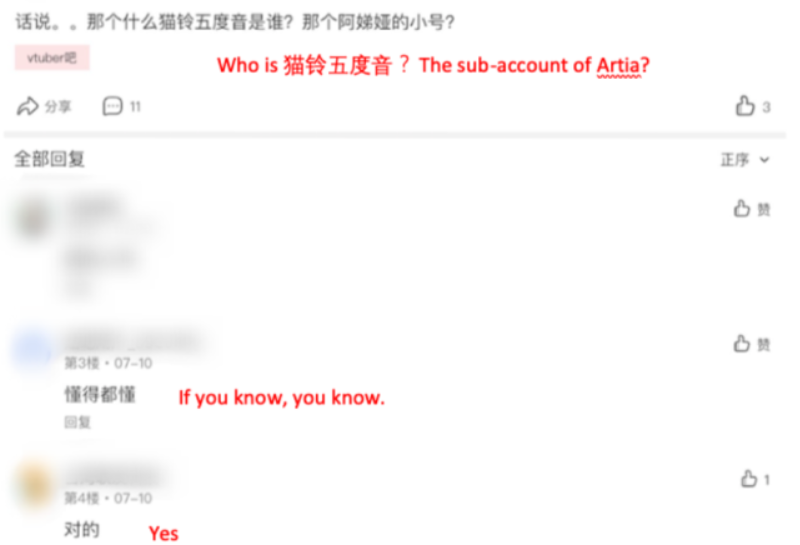 话说。。那个什么猫铃五度音是谁？那个阿娣娅的小号？
vtuber吧
Who is 猫铃五度音？The sub-account of Artia?
分享 11 3
全部回复 正序
赞
赞
第3楼・07-10
懂得都懂 If you know, you know.
回复
1
第4楼・07-10
对的 Yes